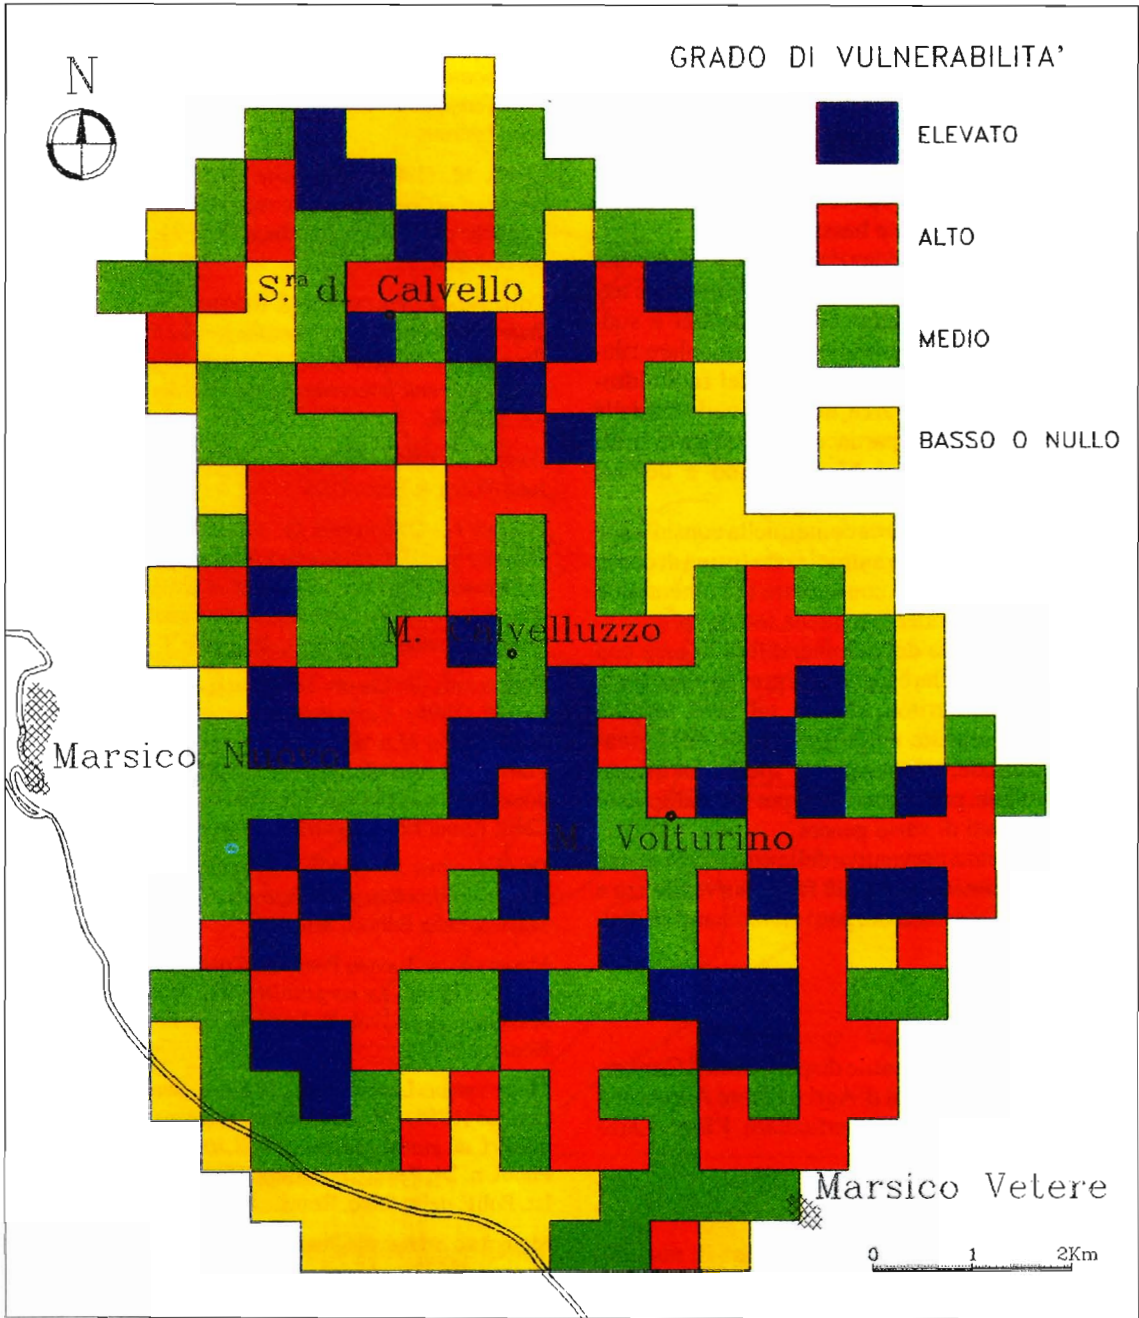 N
GRADO DI VULNERABILITA'
ELEVATO
ALTO
MEDIO
BASSO O NULLO
S.ra di Calvello
M. Calvelluzzo
Marsico Nuovo
M. Volturino
Marsico Vetere
0 1 2Km